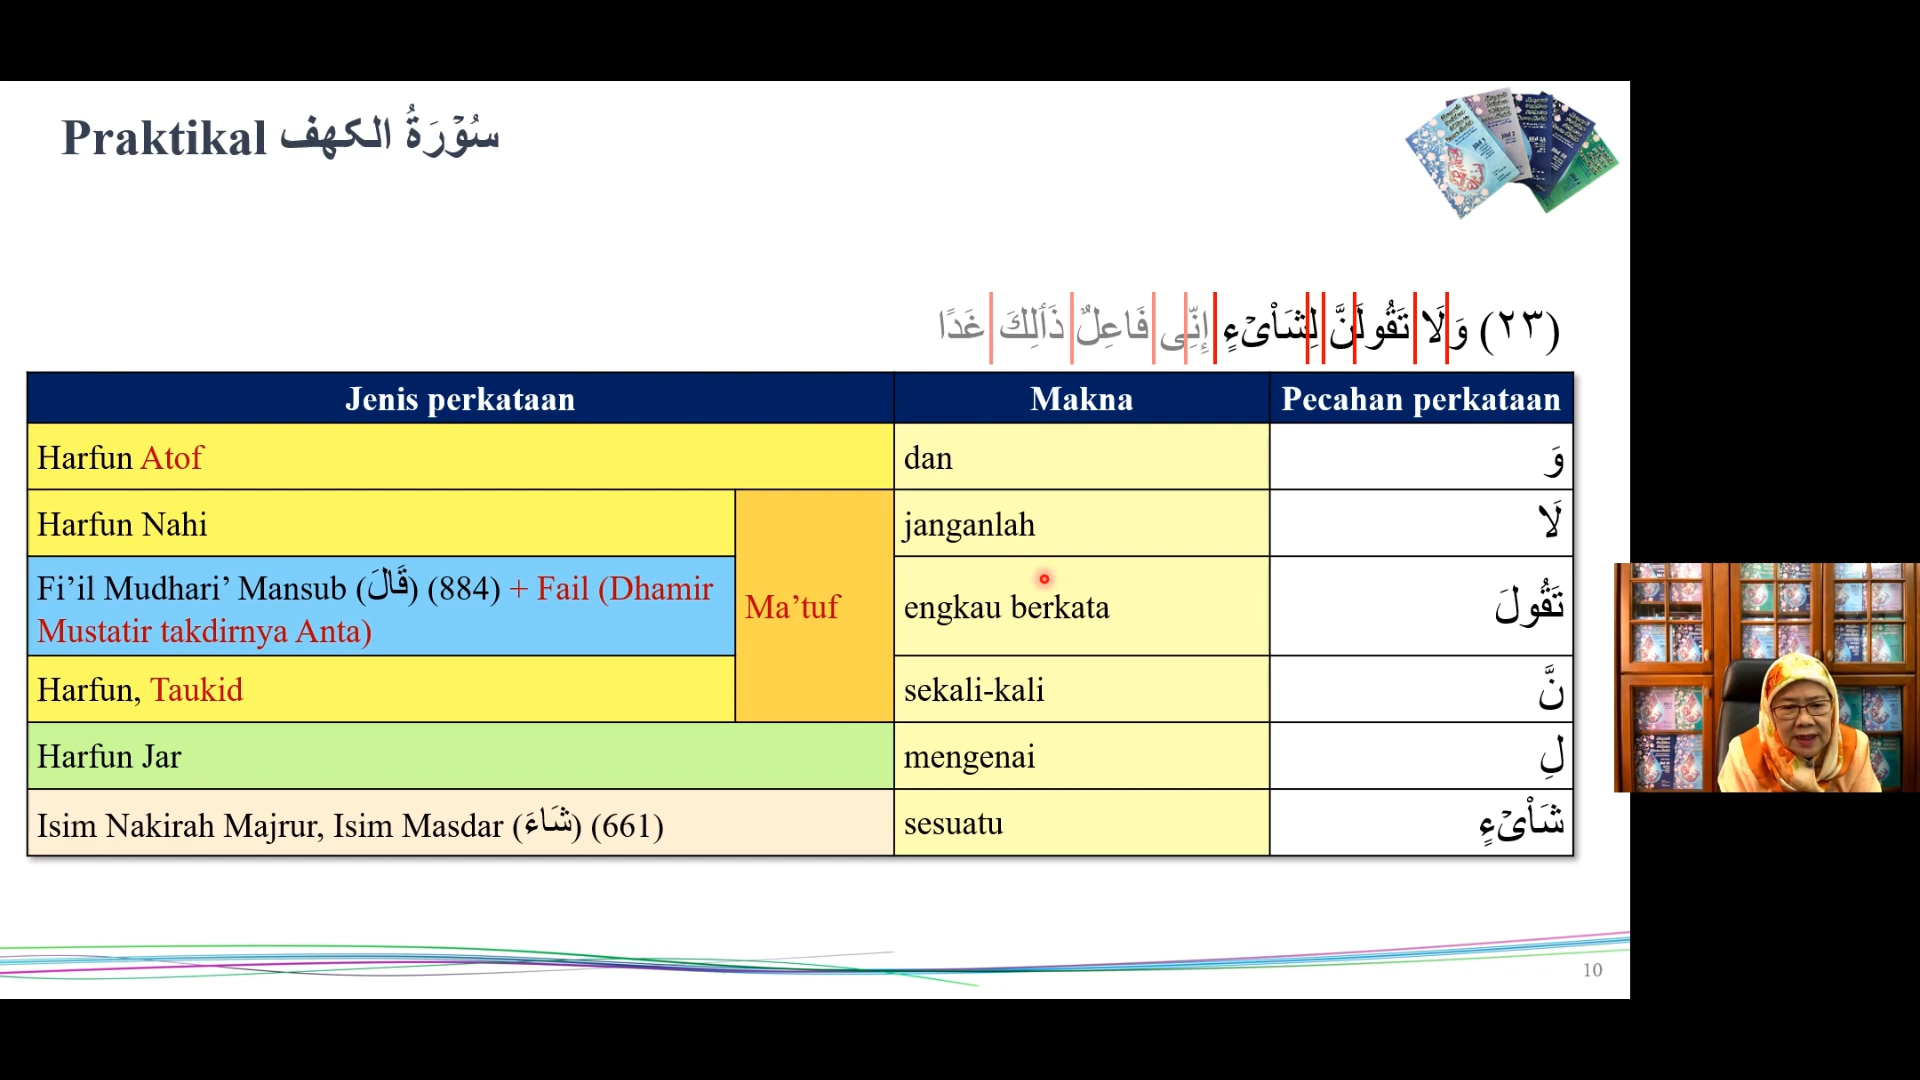 Praktikal سُوْرَةُ الكهف
(٢٣) وَلَا تَقُولَنَّ لِشَا۟ىْءٍ إِنِّى فَاعِلٌ ذَٲلِكَ غَدًا
Jenis perkataan Makna Pecahan perkataan
Harfun Atof dan وَ
Harfun Nahi janganlah لَا
Fi’il Mudhari’ Mansub (قَالَ) (884) + Fail (Dhamir
Mustatir takdirnya Anta)
Ma’tuf engkau berkata تَقُولَ
Harfun, Taukid sekali-kali نَّ
Harfun Jar mengenai لِ
Isim Nakirah Majrur, Isim Masdar (شَاءَ) (661) sesuatu شَا۟ىْءٍ
10